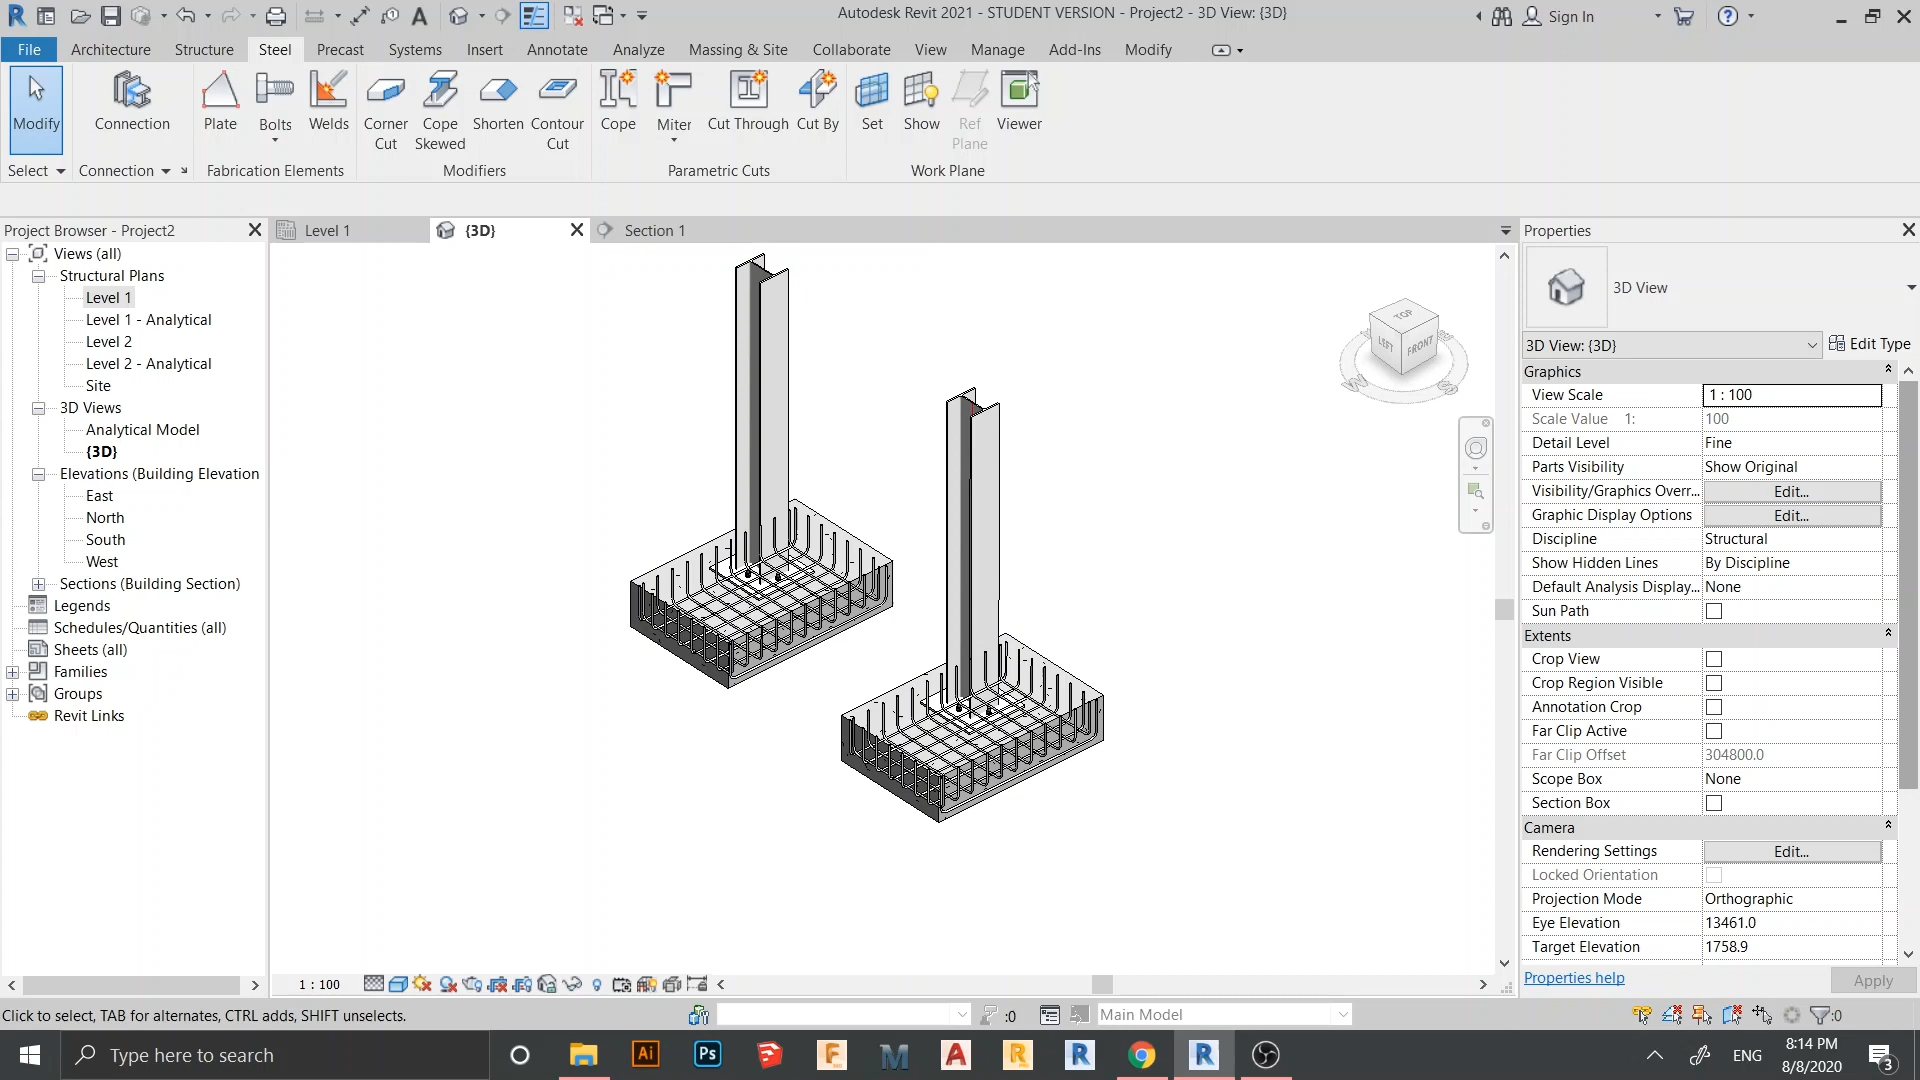 Autodesk Revit 2021 - STUDENT VERSION - Project2 - 3D View: {3D}
Sign In
File Architecture Structure Steel Precast Systems Insert Annotate Analyze Massing & Site Collaborate View Manage Add-Ins Modify
Modify Connection Plate Bolts Welds Corner Cut Cope Skewed Shorten Contour Cut Cope Miter Cut Through Cut By Set Show Ref Plane Viewer
Select Connection Fabrication Elements Modifiers Parametric Cuts Work Plane
Project Browser - Project2
Views (all)
Structural Plans
Level 1
Level 1 - Analytical
Level 2
Level 2 - Analytical
Site
3D Views
Analytical Model
{3D}
Elevations (Building Elevation
East
North
South
West
Sections (Building Section)
Legends
Schedules/Quantities (all)
Sheets (all)
Families
Groups
Revit Links
Level 1
{3D}
Section 1
TOP
LEFT
FRONT
W
S
Properties
3D View
3D View: {3D}
Edit Type
Graphics
View Scale 1 : 100
Scale Value 1: 100
Detail Level Fine
Parts Visibility Show Original
Visibility/Graphics Overr... Edit...
Graphic Display Options Edit...
Discipline Structural
Show Hidden Lines By Discipline
Default Analysis Display... None
Sun Path
Extents
Crop View
Crop Region Visible
Annotation Crop
Far Clip Active
Far Clip Offset 304800.0
Scope Box None
Section Box
Camera
Rendering Settings Edit...
Locked Orientation
Projection Mode Orthographic
Eye Elevation 13461.0
Target Elevation 1758.9
Properties help
Apply
1 : 100
Click to select, TAB for alternates, CTRL adds, SHIFT unselects.
:0
Main Model
:0
Type here to search
Ai
Ps
ENG
8:14 PM
8/8/2020
3